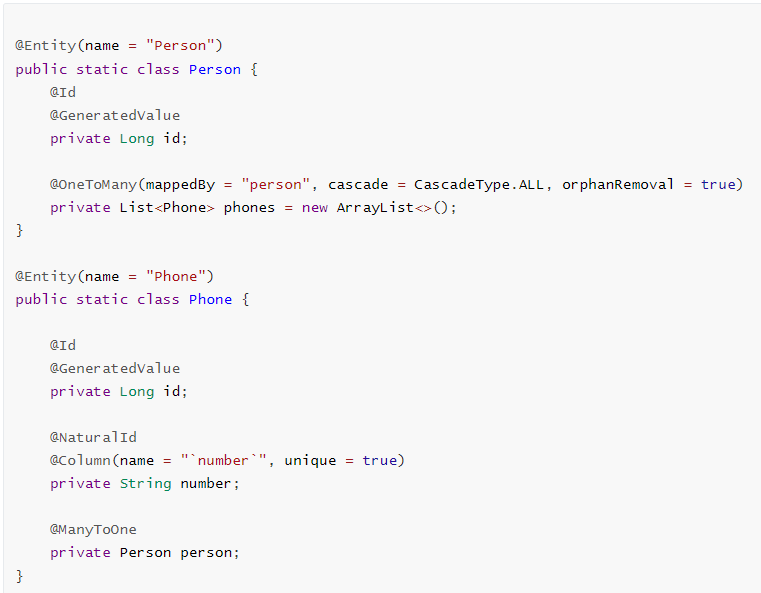 @Entity(name = "Person")
public static class Person {
    @Id
    @GeneratedValue
    private Long id;

    @OneToMany(mappedBy = "person", cascade = CascadeType.ALL, orphanRemoval = true)
    private List<Phone> phones = new ArrayList<>();
}

@Entity(name = "Phone")
public static class Phone {

    @Id
    @GeneratedValue
    private Long id;

    @NaturalId
    @Column(name = "`number`", unique = true)
    private String number;

    @ManyToOne
    private Person person;
}